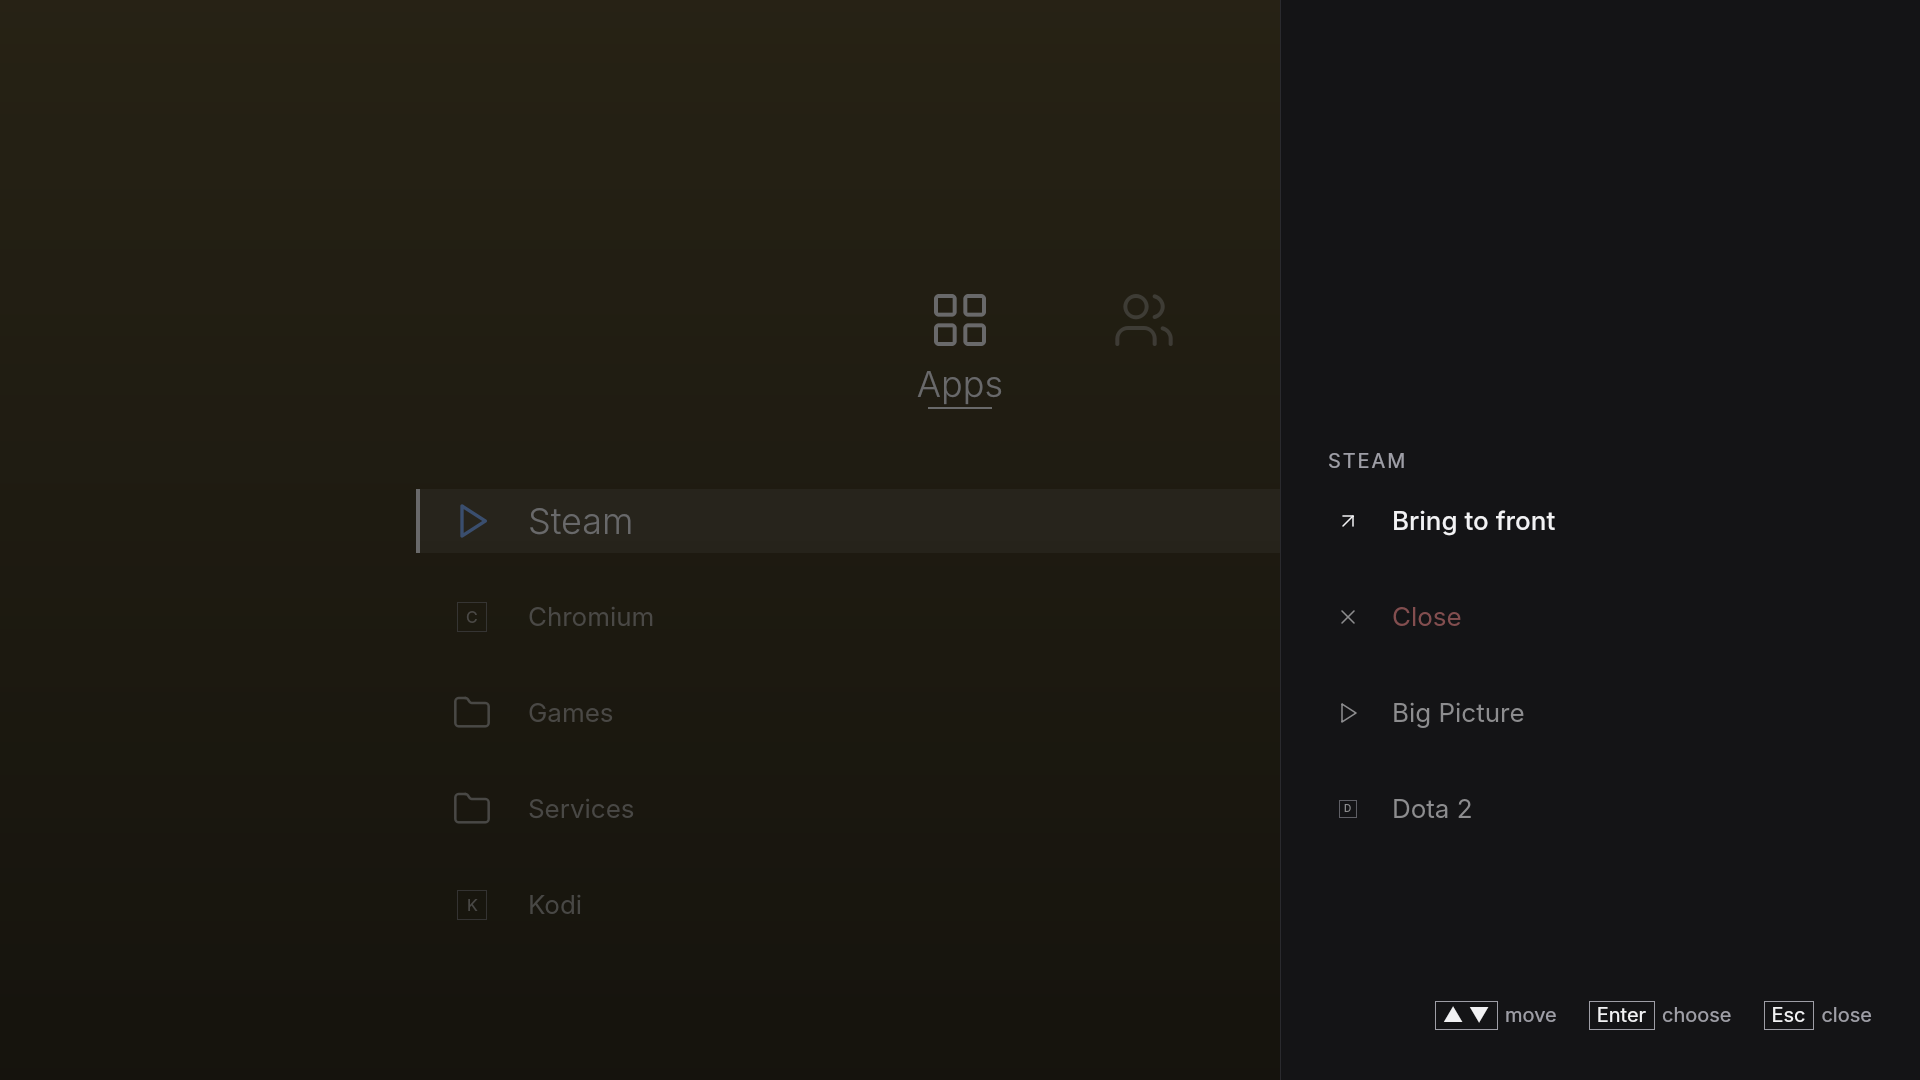 Apps
Steam
C Chromium
Games
Services
K Kodi
STEAM
Bring to front
Close
Big Picture
D Dota 2
▲▼ move Enter choose Esc close